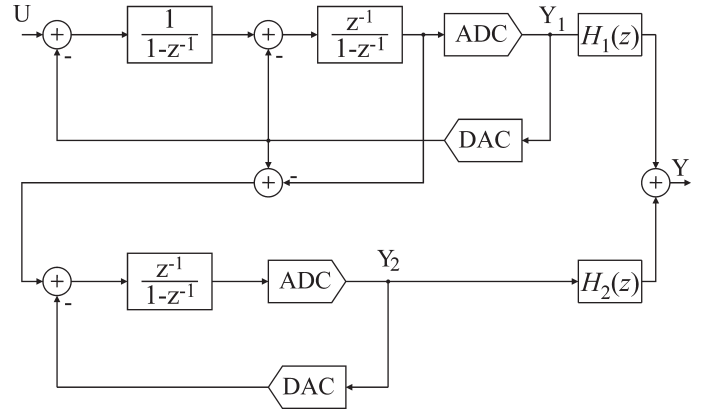 U
+
-
1
1-z⁻¹
+
-
z⁻¹
1-z⁻¹
ADC
Y₁
H₁(z)
DAC
+
-
+
Y
+
-
z⁻¹
1-z⁻¹
ADC
Y₂
H₂(z)
DAC